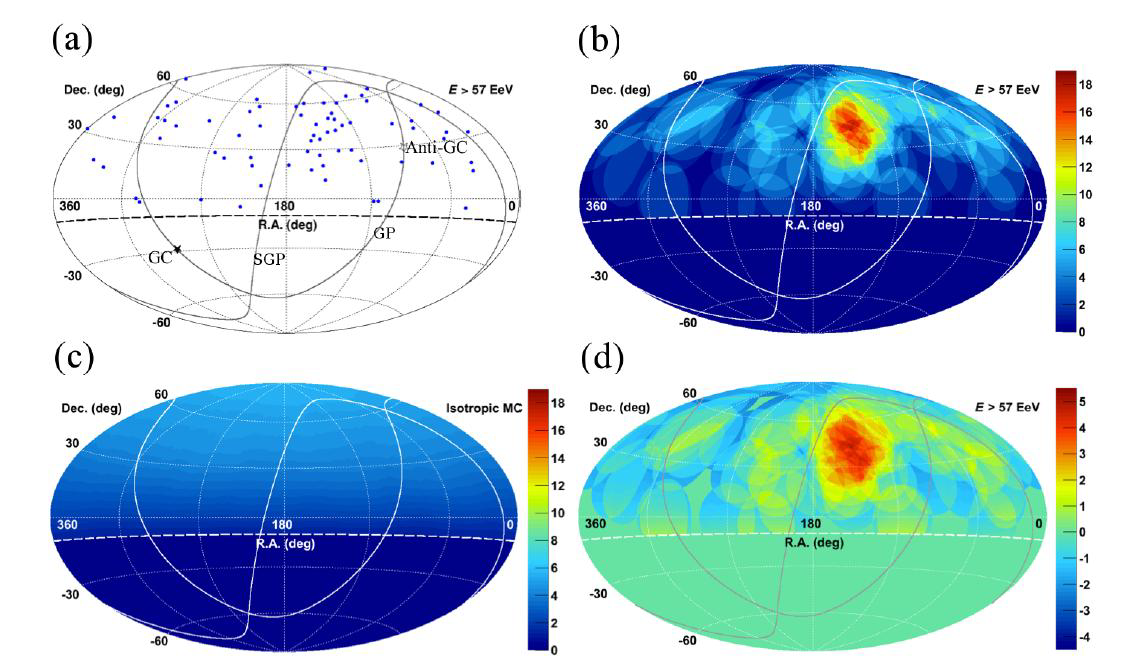 (a)
Dec. (deg)
60
E > 57 EeV
30
Anti-GC
360
180
0
R.A. (deg)
GP
GC
SGP
-30
-60
(b)
Dec. (deg)
60
E > 57 EeV
30
360
180
0
R.A. (deg)
-30
-60
18
16
14
12
10
8
6
4
2
0
(c)
Dec. (deg)
60
Isotropic MC
30
360
180
0
R.A. (deg)
-30
-60
18
16
14
12
10
8
6
4
2
0
(d)
Dec. (deg)
60
E > 57 EeV
30
360
180
0
R.A. (deg)
-30
-60
5
4
3
2
1
0
-1
-2
-3
-4